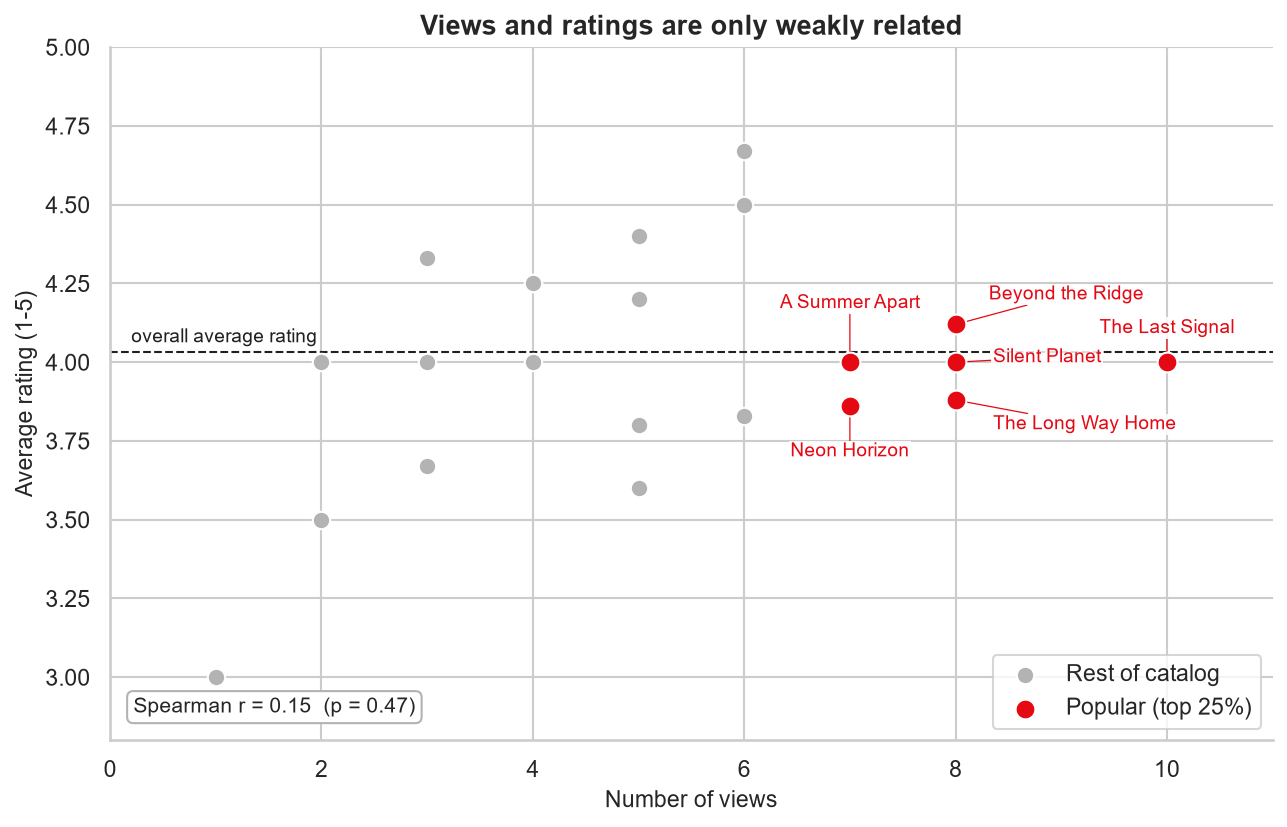 Views and ratings are only weakly related
Average rating (1-5)
5.00
4.75
4.50
4.25
4.00
3.75
3.50
3.25
3.00
overall average rating
A Summer Apart
Beyond the Ridge
The Last Signal
Silent Planet
The Long Way Home
Neon Horizon
Spearman r = 0.15 (p = 0.47)
Rest of catalog
Popular (top 25%)
0 2 4 6 8 10
Number of views